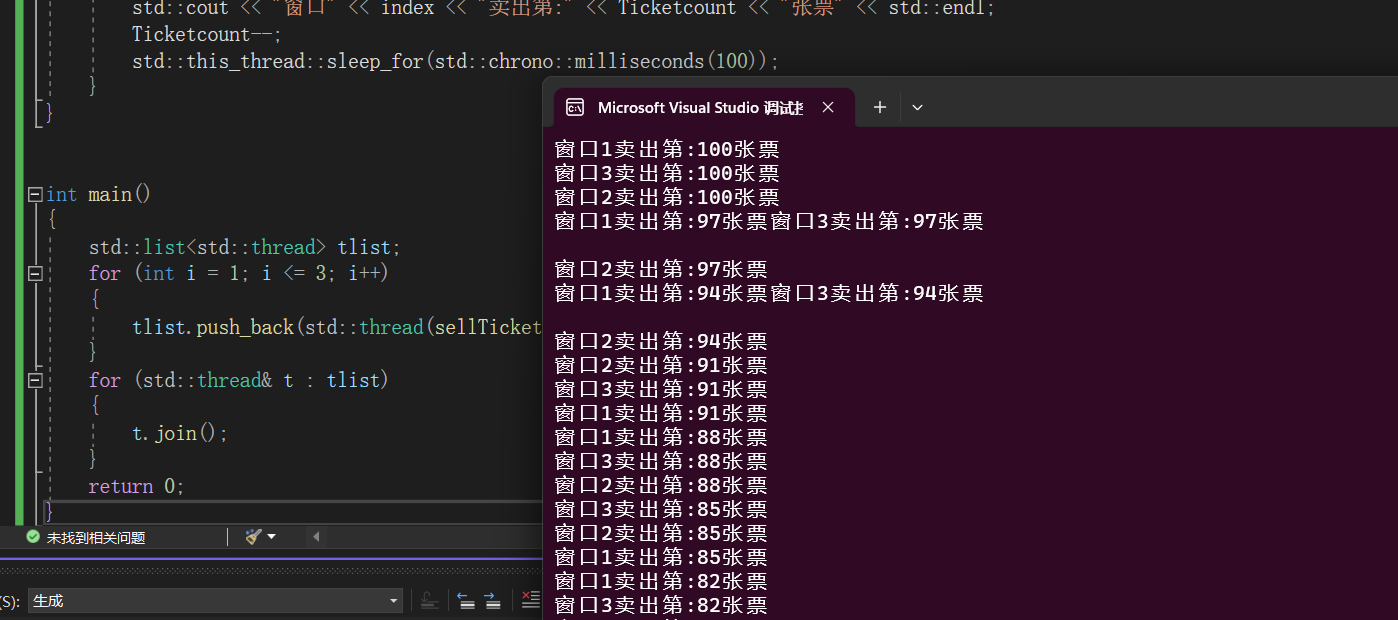 std::cout << "窗口" << index << "卖出第:" << Ticketcount << "张票" << std::endl;
Ticketcount--;
std::this_thread::sleep_for(std::chrono::milliseconds(100));
}
}
int main()
{
std::list<std::thread> tlist;
for (int i = 1; i <= 3; i++)
{
tlist.push_back(std::thread(sellTicket
}
for (std::thread& t : tlist)
{
t.join();
}
return 0;
}
未找到相关问题
(S):
生成
Microsoft Visual Studio 调试
窗口1卖出第:100张票
窗口3卖出第:100张票
窗口2卖出第:100张票
窗口1卖出第:97张票窗口3卖出第:97张票
窗口2卖出第:97张票
窗口1卖出第:94张票窗口3卖出第:94张票
窗口2卖出第:94张票
窗口2卖出第:91张票
窗口3卖出第:91张票
窗口1卖出第:91张票
窗口1卖出第:88张票
窗口3卖出第:88张票
窗口2卖出第:88张票
窗口3卖出第:85张票
窗口2卖出第:85张票
窗口1卖出第:85张票
窗口1卖出第:82张票
窗口3卖出第:82张票